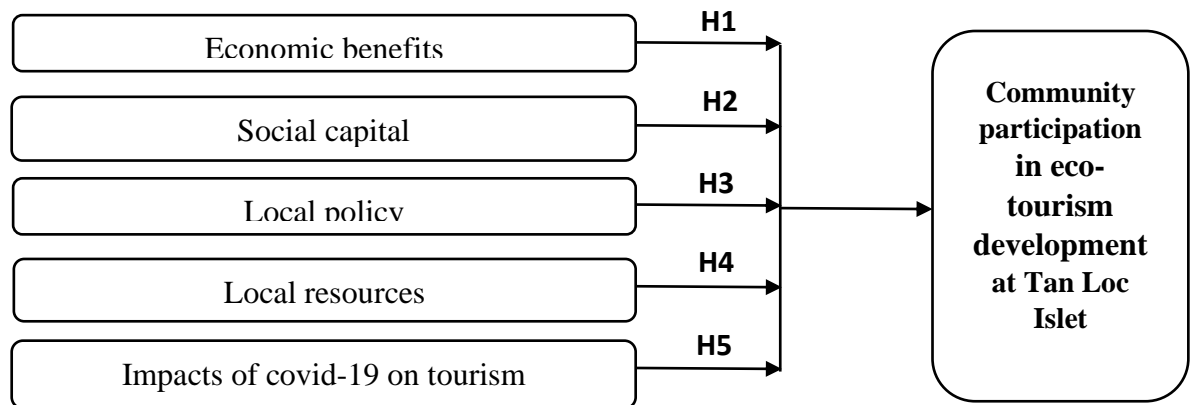 Economic benefits
H1
Social capital
H2
Local policy
H3
Local resources
H4
Impacts of covid-19 on tourism
H5
Community
participation
in eco-
tourism
development
at Tan Loc
Islet